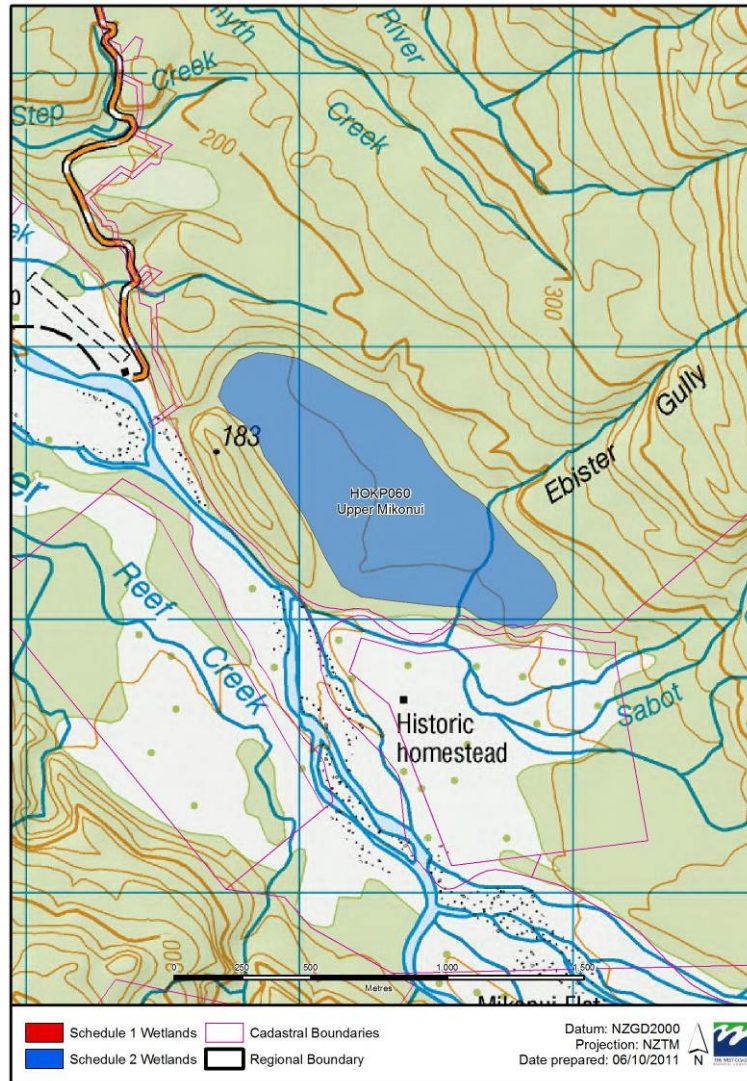 River
Creek
Step
Creek
200
300
Gully
Ebister
183
HOKP060
Upper Mikonui
Reef
Creek
Sabot
Historic
homestead
0 250 500 1,000 1,500
Metres
Schedule 1 Wetlands
Cadastral Boundaries
Schedule 2 Wetlands
Regional Boundary
Datum: NZGD2000
Projection: NZTM
Date prepared: 06/10/2011
N